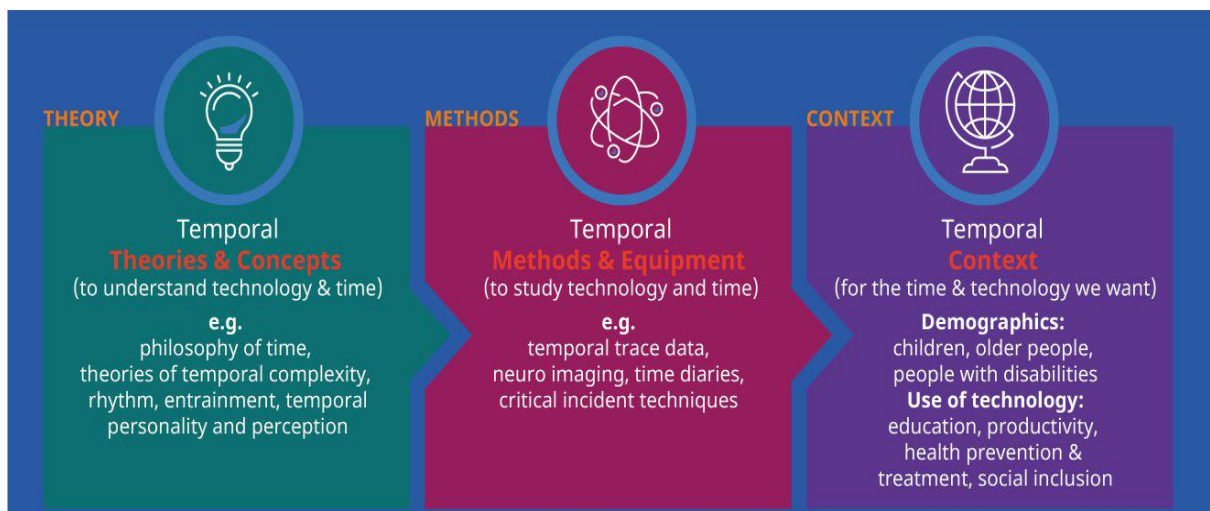 THEORY
Temporal
Theories & Concepts
(to understand technology & time)
e.g.
philosophy of time,
theories of temporal complexity,
rhythm, entrainment, temporal
personality and perception
METHODS
Temporal
Methods & Equipment
(to study technology and time)
e.g.
temporal trace data,
neuro imaging, time diaries,
critical incident techniques
CONTEXT
Temporal
Context
(for the time & technology we want)
Demographics:
children, older people,
people with disabilities
Use of technology:
education, productivity,
health prevention &
treatment, social inclusion